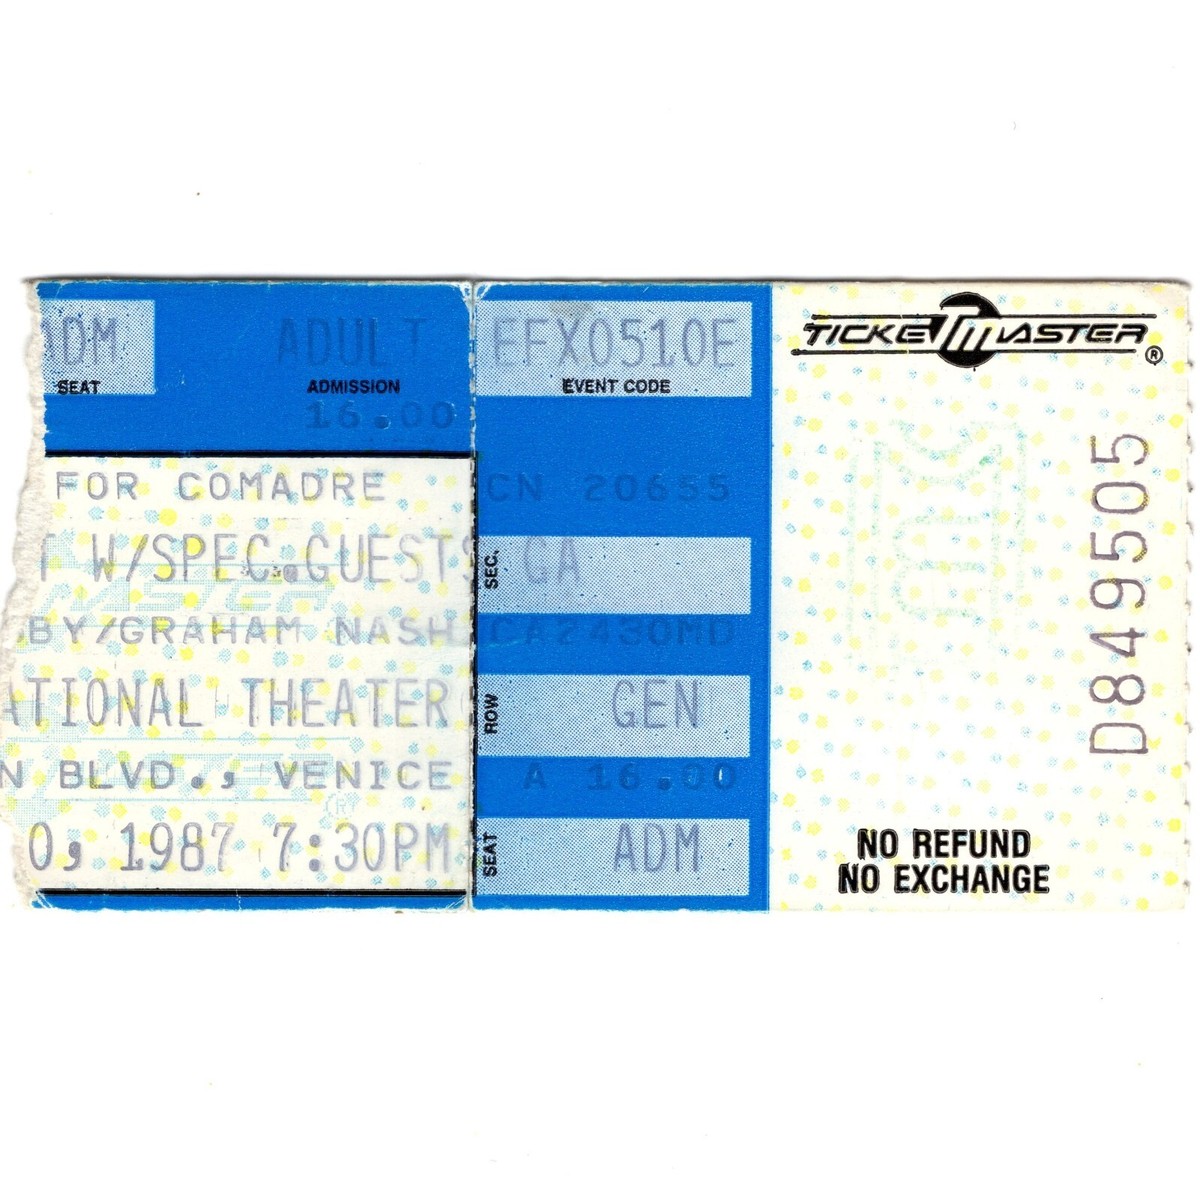 ADM ADULT EFX0510E
SEAT ADMISSION EVENT CODE
16.00
TICKETMASTER®
FOR COMADRE CN 20655
W/SPEC.GUESTS SEC. GA
BY/GRAHAM NASH CA2430MD
ATIONAL THEATER ROW GEN
N BLVD., VENICE A 16.00
0, 1987 7:30PM SEAT ADM
D849505
NO REFUND
NO EXCHANGE